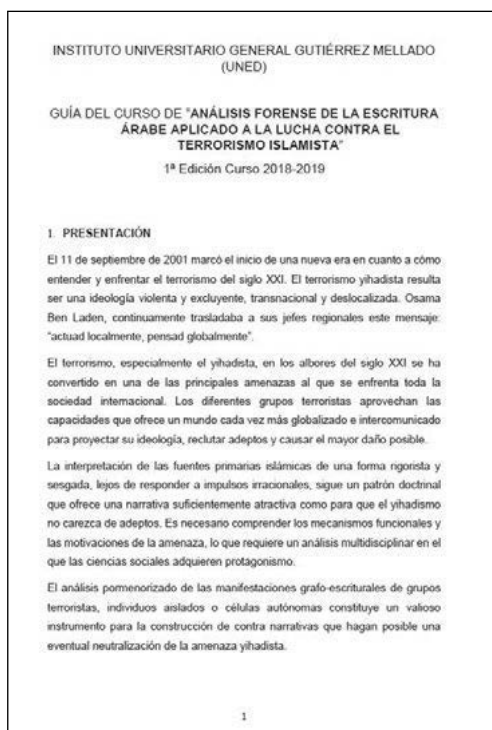 INSTITUTO UNIVERSITARIO GENERAL GUTIÉRREZ MELLADO
(UNED)
GUÍA DEL CURSO DE "ANÁLISIS FORENSE DE LA ESCRITURA
ÁRABE APLICADO A LA LUCHA CONTRA EL
TERRORISMO ISLAMISTA"
1ª Edición Curso 2018-2019
1. PRESENTACIÓN
El 11 de septiembre de 2001 marcó el inicio de una nueva era en cuanto a cómo
entender y enfrentar el terrorismo del siglo XXI. El terrorismo yihadista resulta
ser una ideología violenta y excluyente, transnacional y deslocalizada. Osama
Ben Laden, continuamente trasladaba a sus jefes regionales este mensaje:
"actuad localmente, pensad globalmente".
El terrorismo, especialmente el yihadista, en los albores del siglo XXI se ha
convertido en una de las principales amenazas al que se enfrenta toda la
sociedad internacional. Los diferentes grupos terroristas aprovechan las
capacidades que ofrece un mundo cada vez más globalizado e intercomunicado
para proyectar su ideología, reclutar adeptos y causar el mayor daño posible.
La interpretación de las fuentes primarias islámicas de una forma rigorista y
sesgada, lejos de responder a impulsos irracionales, sigue un patrón doctrinal
que ofrece una narrativa suficientemente atractiva como para que el yihadismo
no carezca de adeptos. Es necesario comprender los mecanismos funcionales y
las motivaciones de la amenaza, lo que requiere un análisis multidisciplinar en el
que las ciencias sociales adquieren protagonismo.
El análisis pormenorizado de las manifestaciones grafo-escriturales de grupos
terroristas, individuos aislados o células autónomas constituye un valioso
instrumento para la construcción de contra narrativas que hagan posible una
eventual neutralización de la amenaza yihadista.
1